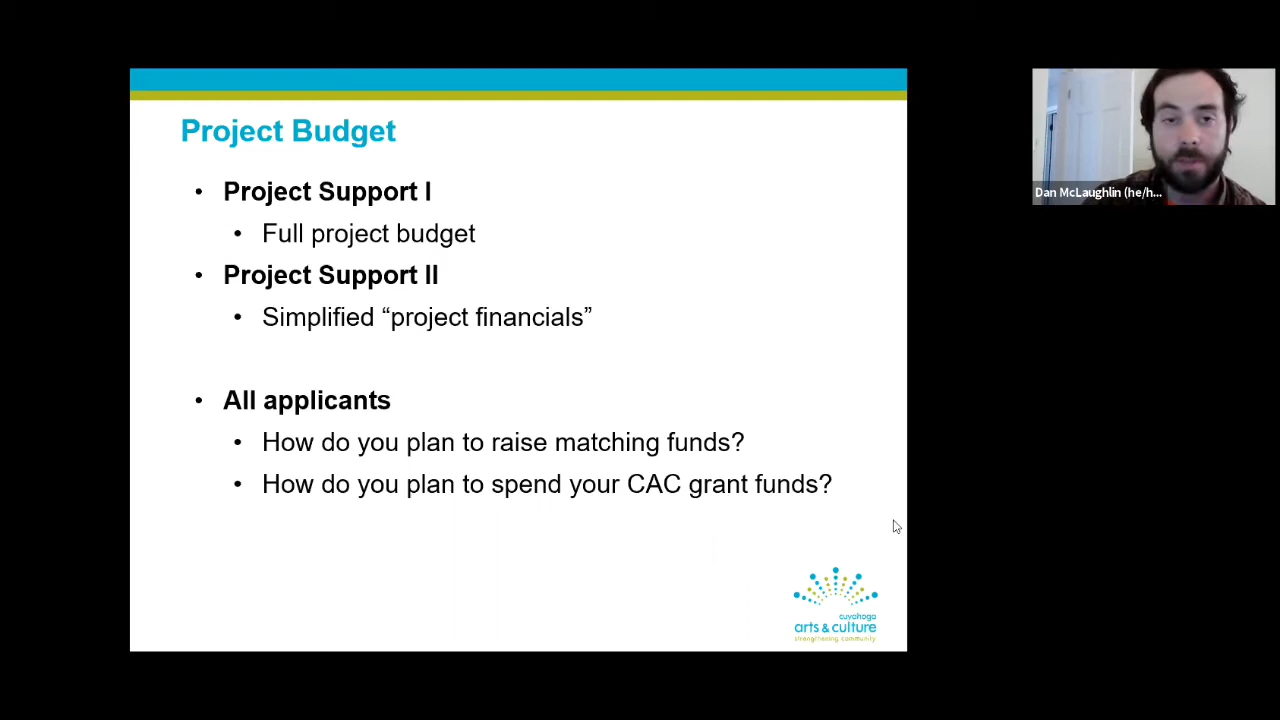 Project Budget
• Project Support I
• Full project budget
• Project Support II
• Simplified “project financials”
• All applicants
• How do you plan to raise matching funds?
• How do you plan to spend your CAC grant funds?
cuyahoga
arts & culture
strengthening community
Dan McLaughlin (he/h...